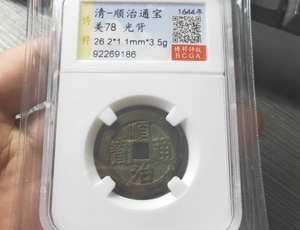 清-顺治通宝
1644年
美78 光背
26.2*1.1mm*3.5g
92269186
BCGA
順
治
通
寶